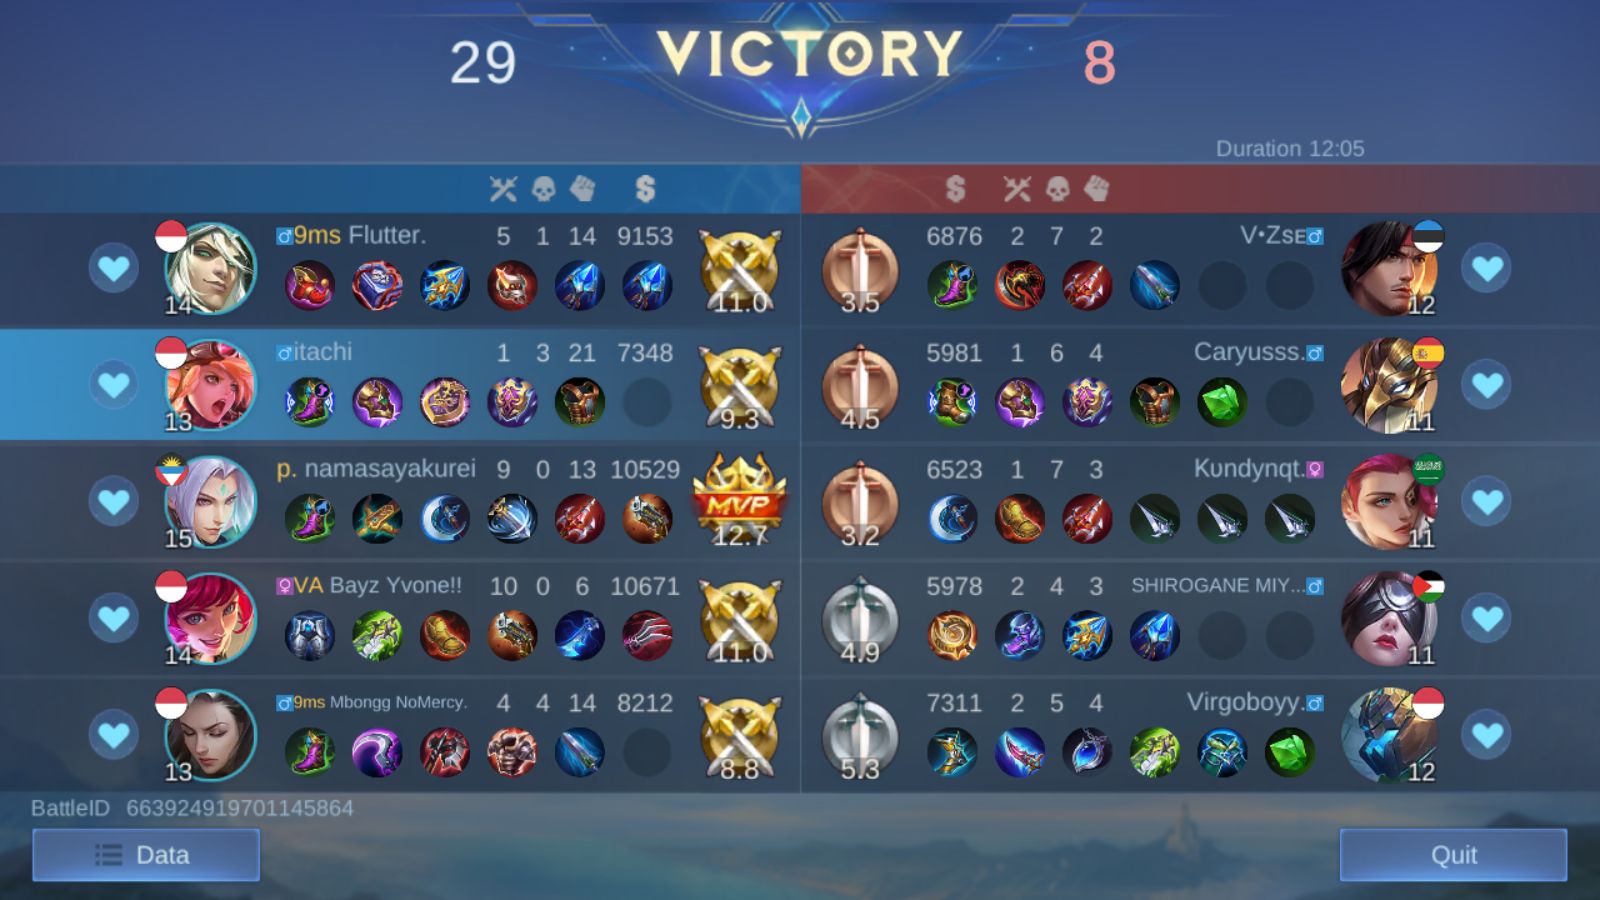 29 VICTORY 8
Duration 12:05
9ms Flutter. 5 1 14 9153
14 11.0
6876 2 7 2 V•ZsE
3.5 12
itachi 1 3 21 7348
13 9.3
5981 1 6 4 Caryusss.
4.5 11
p. namasayakurei 9 0 13 10529
MVP
15 12.7
6523 1 7 3 Kundynqt.
3.2 11
VA Bayz Yvone!! 10 0 6 10671
14 11.0
5978 2 4 3 SHIROGANE MIY...
4.9 11
9ms Mbongg NoMercy. 4 4 14 8212
13 8.8
7311 2 5 4 Virgoboyy.
5.3 12
BattleID 663924919701145864
Data
Quit